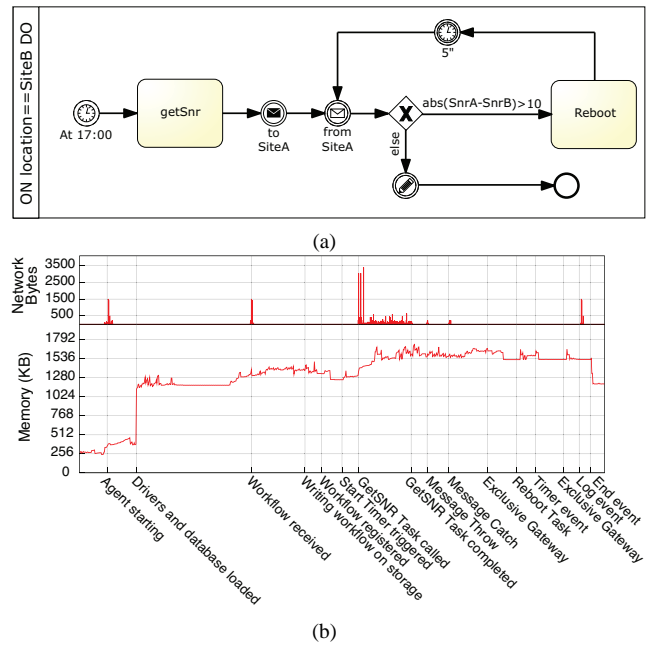 ON location==SiteB DO
At 17:00
getSnr
to
SiteA
from
SiteA
5"
abs(SnrA-SnrB)>10
else
Reboot
(a)
Network
Bytes
3500
2500
1500
500
Memory (KB)
1792
1536
1280
1024
768
512
256
0
Agent starting
Drivers and database loaded
Workflow received
Writing workflow on storage
Workflow registered
Start Timer triggered
GetSNR Task called
GetSNR Task completed
Message Throw
Message Catch
Exclusive Gateway
Reboot Task
Timer event
Exclusive Gateway
Log event
End event
(b)